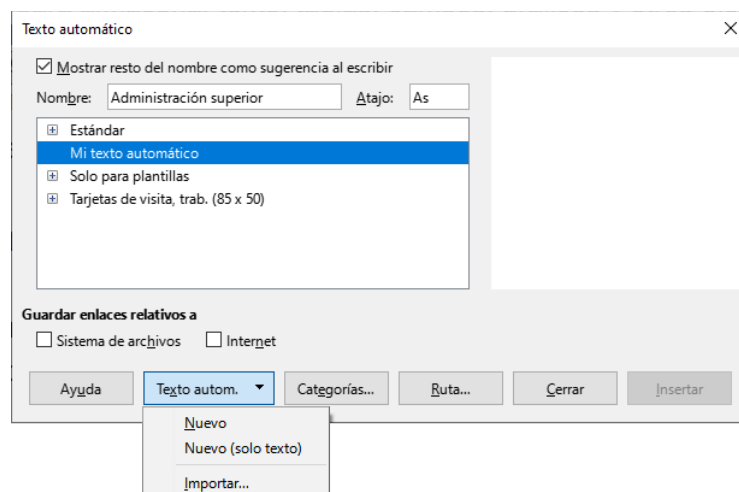 Texto automático
Mostrar resto del nombre como sugerencia al escribir
Nombre: Administración superior Atajo: As
Estándar
Mi texto automático
Solo para plantillas
Tarjetas de visita, trab. (85 x 50)
Guardar enlaces relativos a
Sistema de archivos Internet
Ayuda Texto autom. Categorías... Ruta... Cerrar Insertar
Nuevo
Nuevo (solo texto)
Importar...